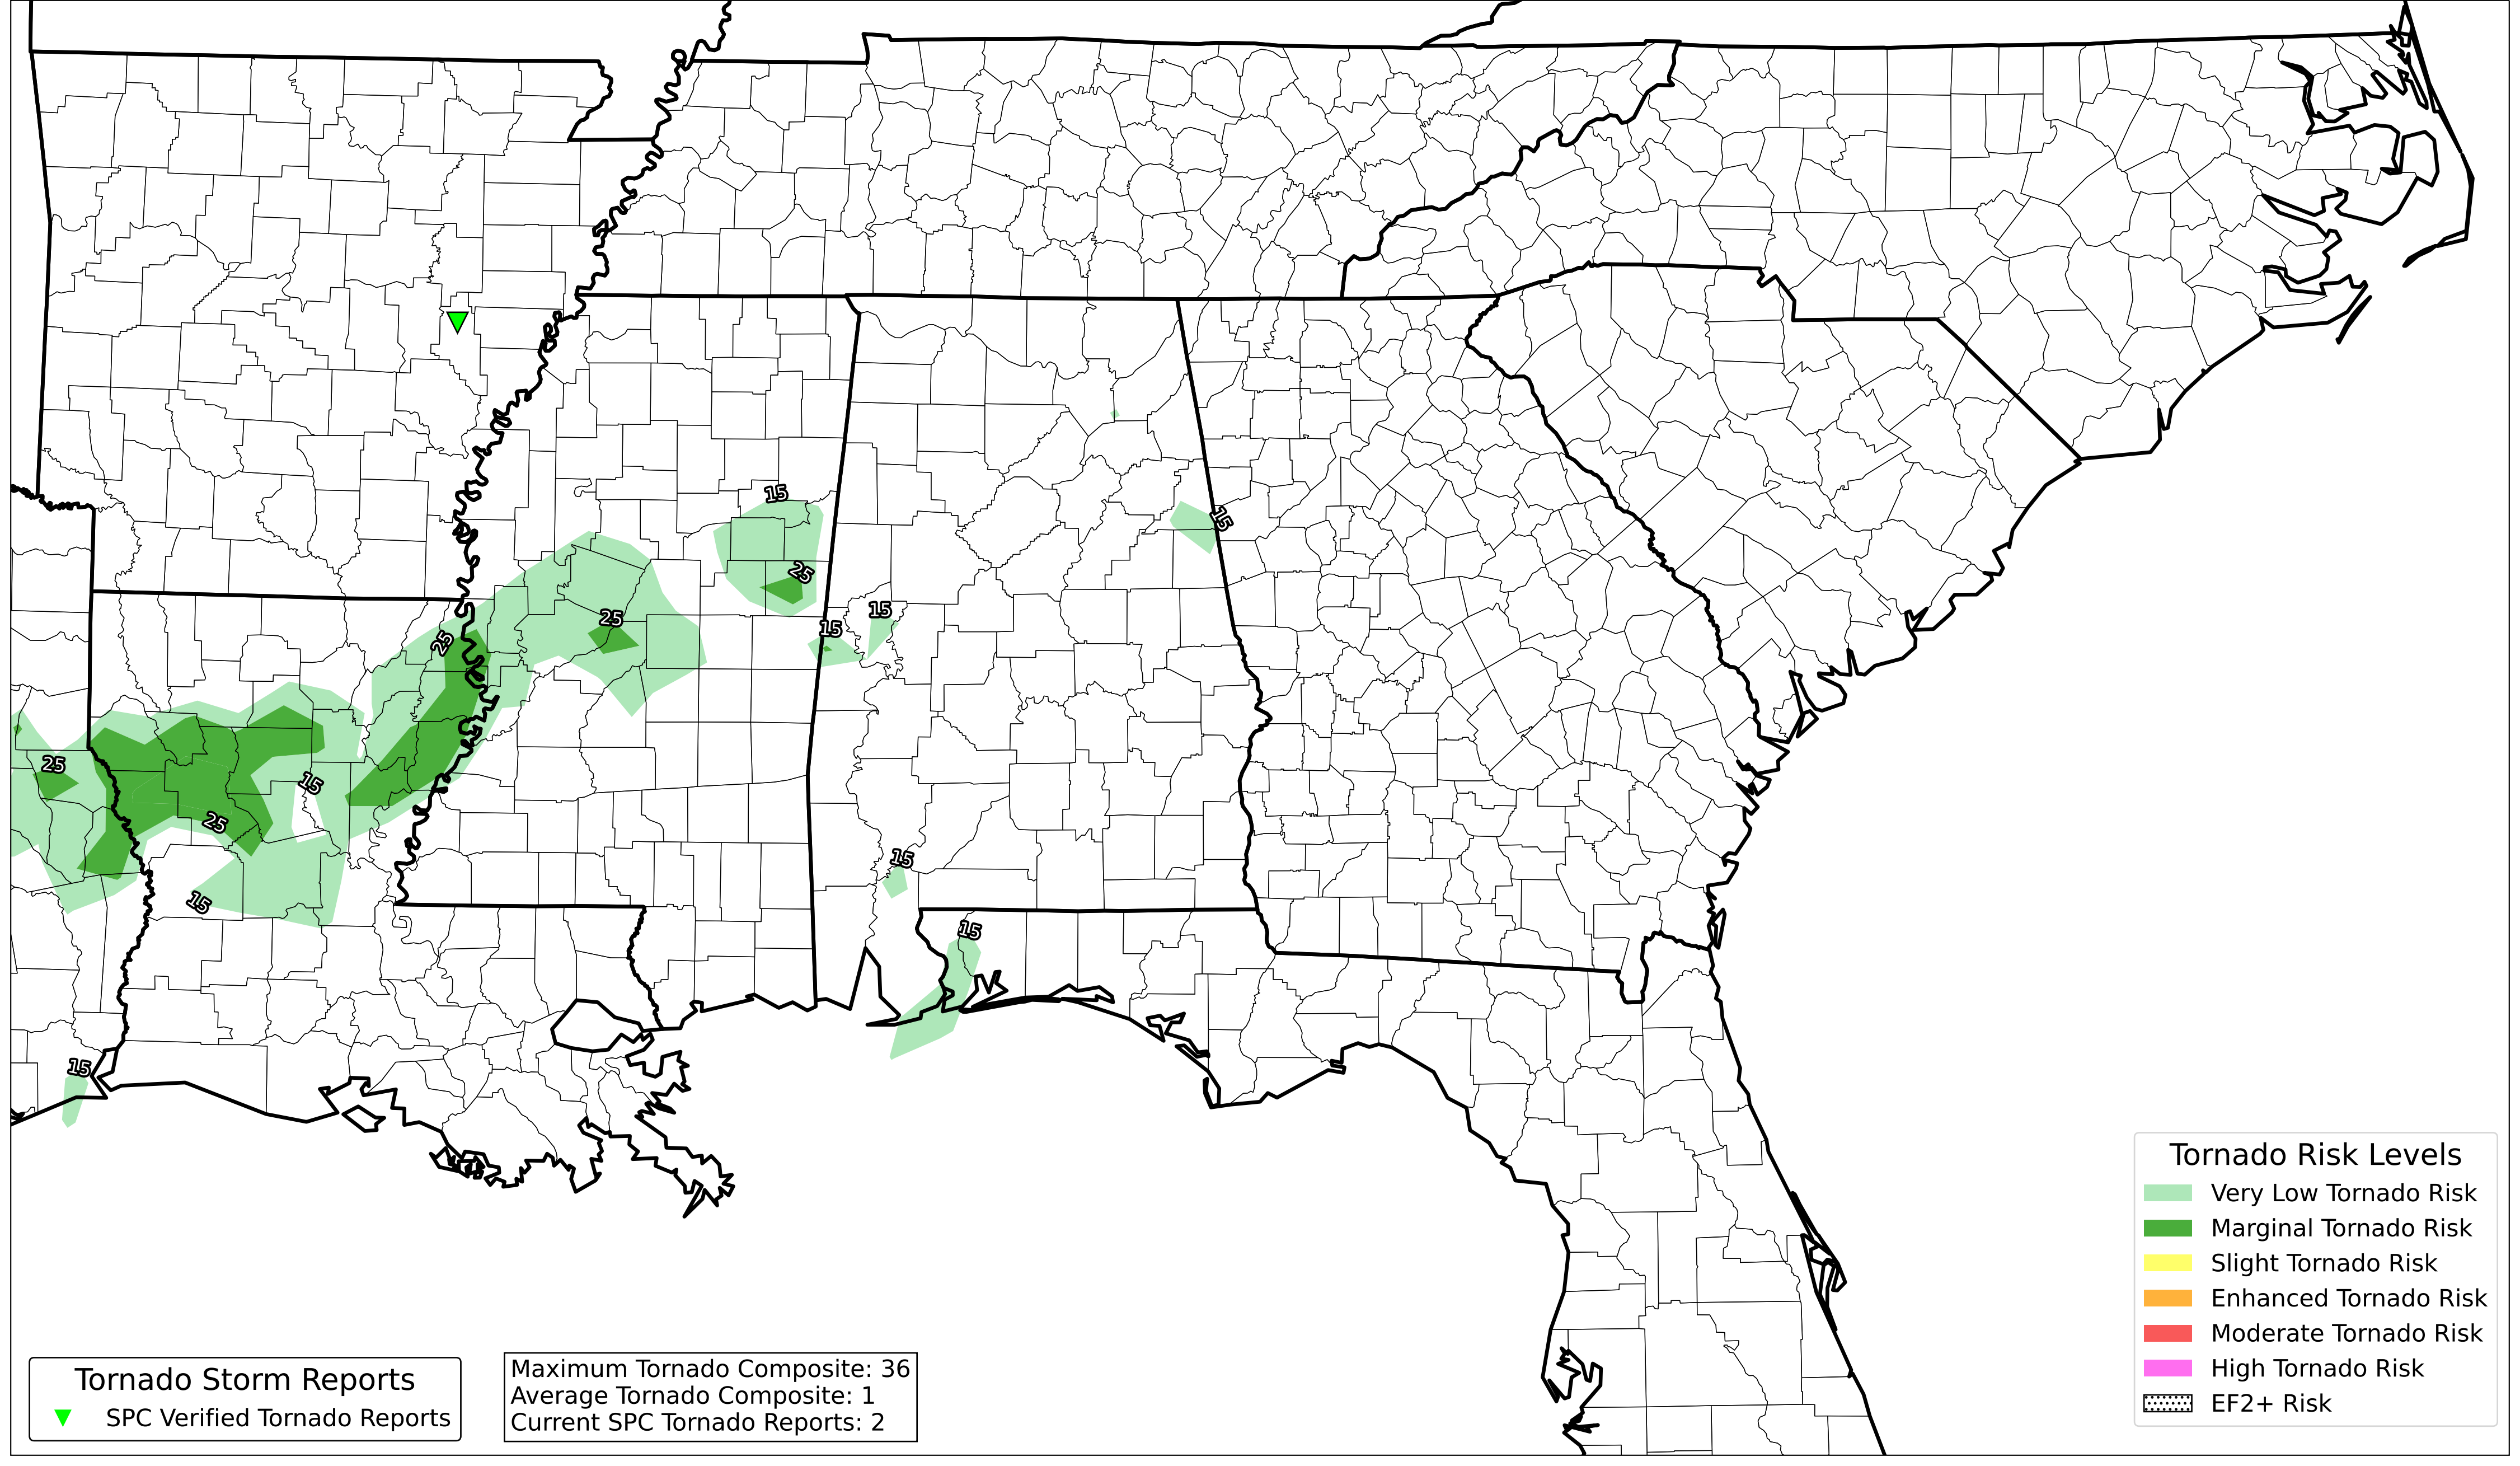 15
25
15
15
15
25
25
15
25
15
25
15
15
15
15
Tornado Risk Levels
Very Low Tornado Risk
Marginal Tornado Risk
Slight Tornado Risk
Enhanced Tornado Risk
Moderate Tornado Risk
High Tornado Risk
EF2+ Risk
Tornado Storm Reports
SPC Verified Tornado Reports
Maximum Tornado Composite: 36
Average Tornado Composite: 1
Current SPC Tornado Reports: 2